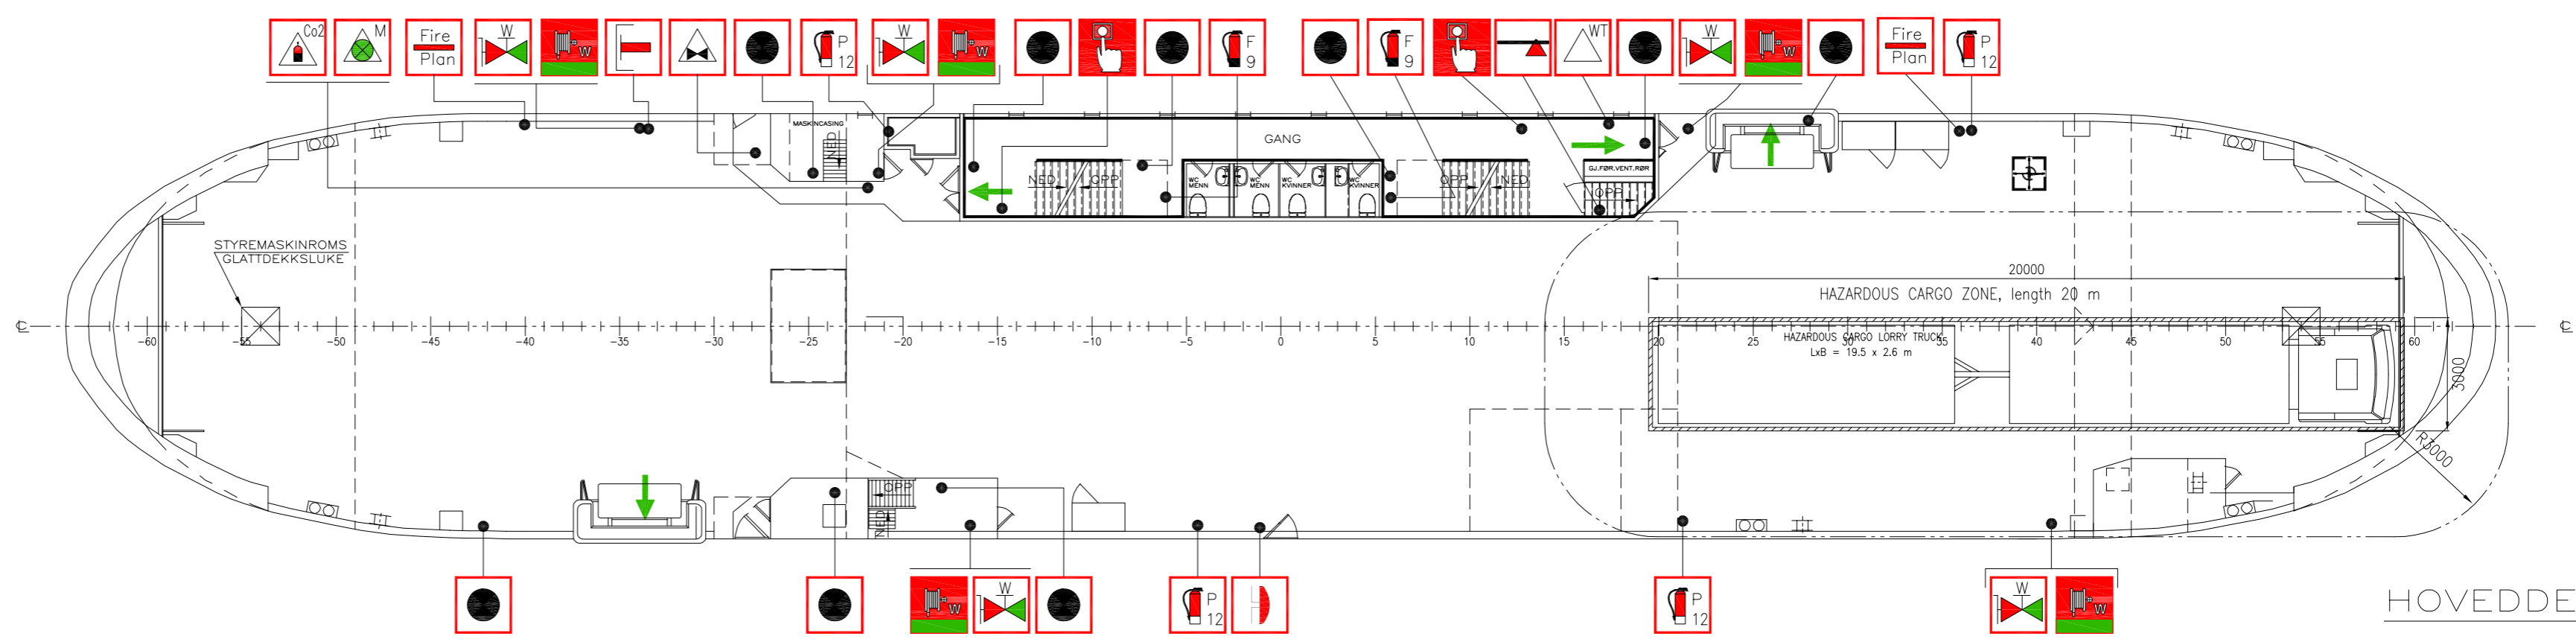 Co2
M
Fire
Plan
W
W
P
12
W
W
F
9
F
9
WT
W
W
Fire
Plan
P
12
MASKINCASING
NED
GANG
NED
OPP
WC
MENN
WC
MENN
WC
KVINNER
WC
KVINNER
OPP
NED
GJ.FØR.VENT.RØR
OPP
STYREMASKINROMS
GLATTDEKKSLUKE
20000
HAZARDOUS CARGO ZONE, length 20 m
-60
-55
-50
-45
-40
-35
-30
-25
-20
-15
-10
-5
0
5
10
15
20
25
30
35
40
45
50
55
60
HAZARDOUS CARGO LORRY TRUCK
LxB = 19.5 x 2.6 m
3000
R3000
OPP
NED
W
W
P
12
P
12
W
W
HOVEDDE